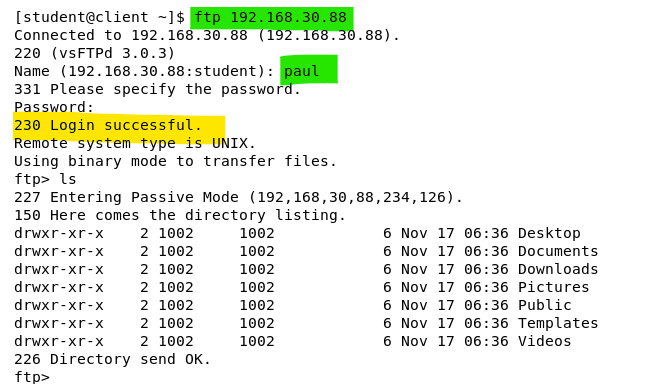 [student@client ~]$ ftp 192.168.30.88
Connected to 192.168.30.88 (192.168.30.88).
220 (vsFTPd 3.0.3)
Name (192.168.30.88:student): paul
331 Please specify the password.
Password:
230 Login successful.
Remote system type is UNIX.
Using binary mode to transfer files.
ftp> ls
227 Entering Passive Mode (192,168,30,88,234,126).
150 Here comes the directory listing.
drwxr-xr-x    2 1002     1002            6 Nov 17 06:36 Desktop
drwxr-xr-x    2 1002     1002            6 Nov 17 06:36 Documents
drwxr-xr-x    2 1002     1002            6 Nov 17 06:36 Downloads
drwxr-xr-x    2 1002     1002            6 Nov 17 06:36 Pictures
drwxr-xr-x    2 1002     1002            6 Nov 17 06:36 Public
drwxr-xr-x    2 1002     1002            6 Nov 17 06:36 Templates
drwxr-xr-x    2 1002     1002            6 Nov 17 06:36 Videos
226 Directory send OK.
ftp>